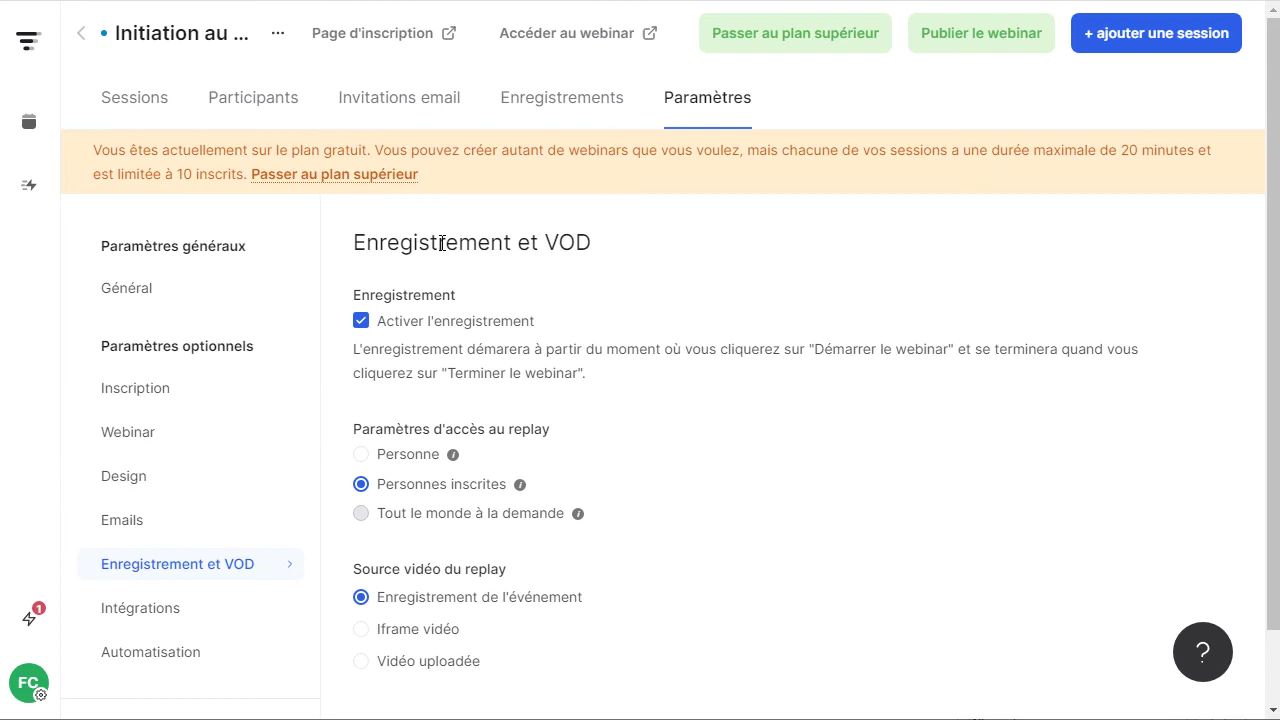 Initiation au ...
...
Page d'inscription
Accéder au webinar
Passer au plan supérieur
Publier le webinar
+ ajouter une session
Sessions
Participants
Invitations email
Enregistrements
Paramètres
Vous êtes actuellement sur le plan gratuit. Vous pouvez créer autant de webinars que vous voulez, mais chacune de vos sessions a une durée maximale de 20 minutes et
est limitée à 10 inscrits. Passer au plan supérieur
Paramètres généraux
Général
Paramètres optionnels
Inscription
Webinar
Design
Emails
Enregistrement et VOD
Intégrations
Automatisation
1
FC
Enregistrement et VOD
Enregistrement
Activer l'enregistrement
L'enregistrement démarera à partir du moment où vous cliquerez sur "Démarrer le webinar" et se terminera quand vous
cliquerez sur "Terminer le webinar".
Paramètres d'accès au replay
Personne i
Personnes inscrites i
Tout le monde à la demande i
Source vidéo du replay
Enregistrement de l'événement
Iframe vidéo
Vidéo uploadée
?